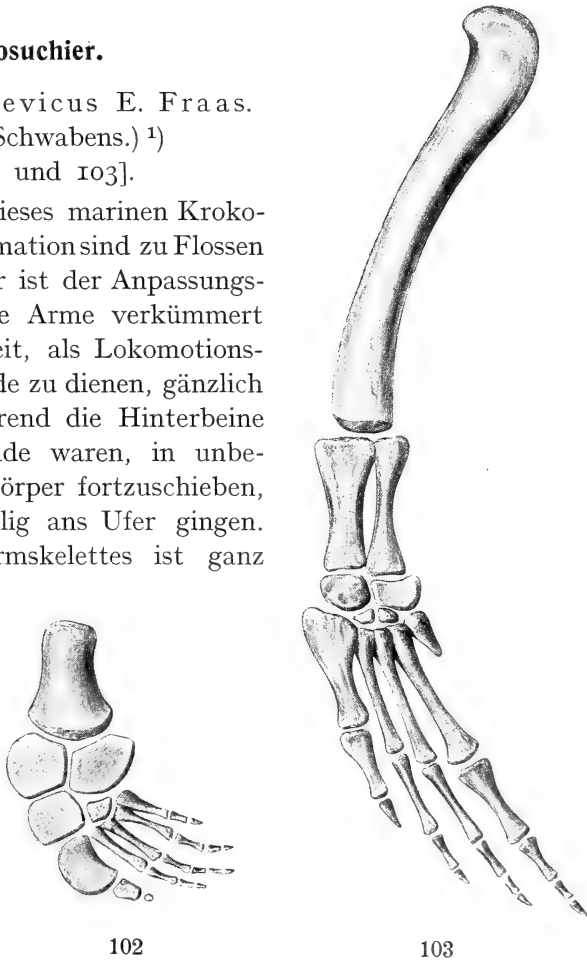 osuchier.
evicus E. Fraas.
Schwabens.) ¹)
und 103].
ieses marinen Kroko-
mation sind zu Flossen
r ist der Anpassungs-
e Arme verkümmert
eit, als Lokomotions-
de zu dienen, gänzlich
rend die Hinterbeine
nde waren, in unbe-
örper fortzuschieben,
lig ans Ufer gingen.
rmskelettes ist ganz
102
103